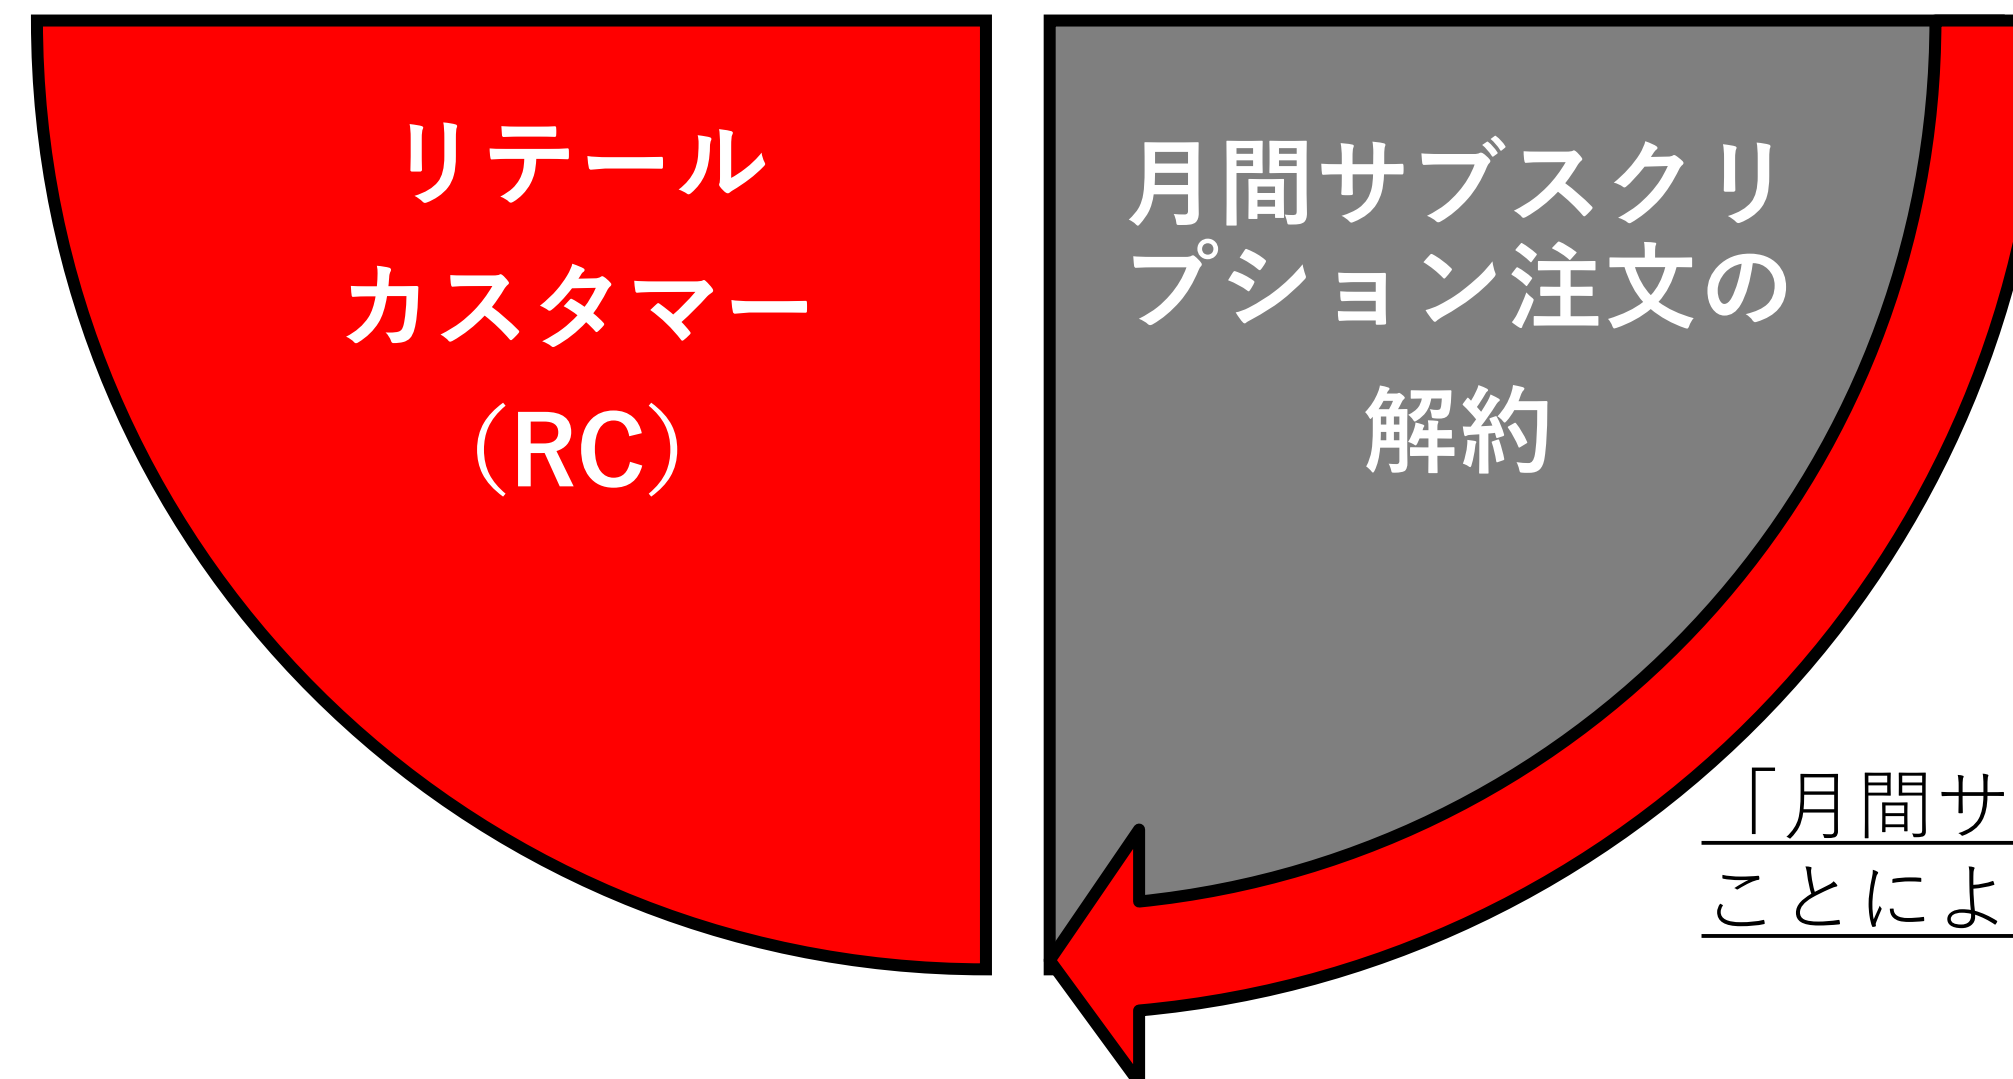 リテール
カスタマー
（RC）
月間サブスクリ
プション注文の
解約
「月間サ
ことによ